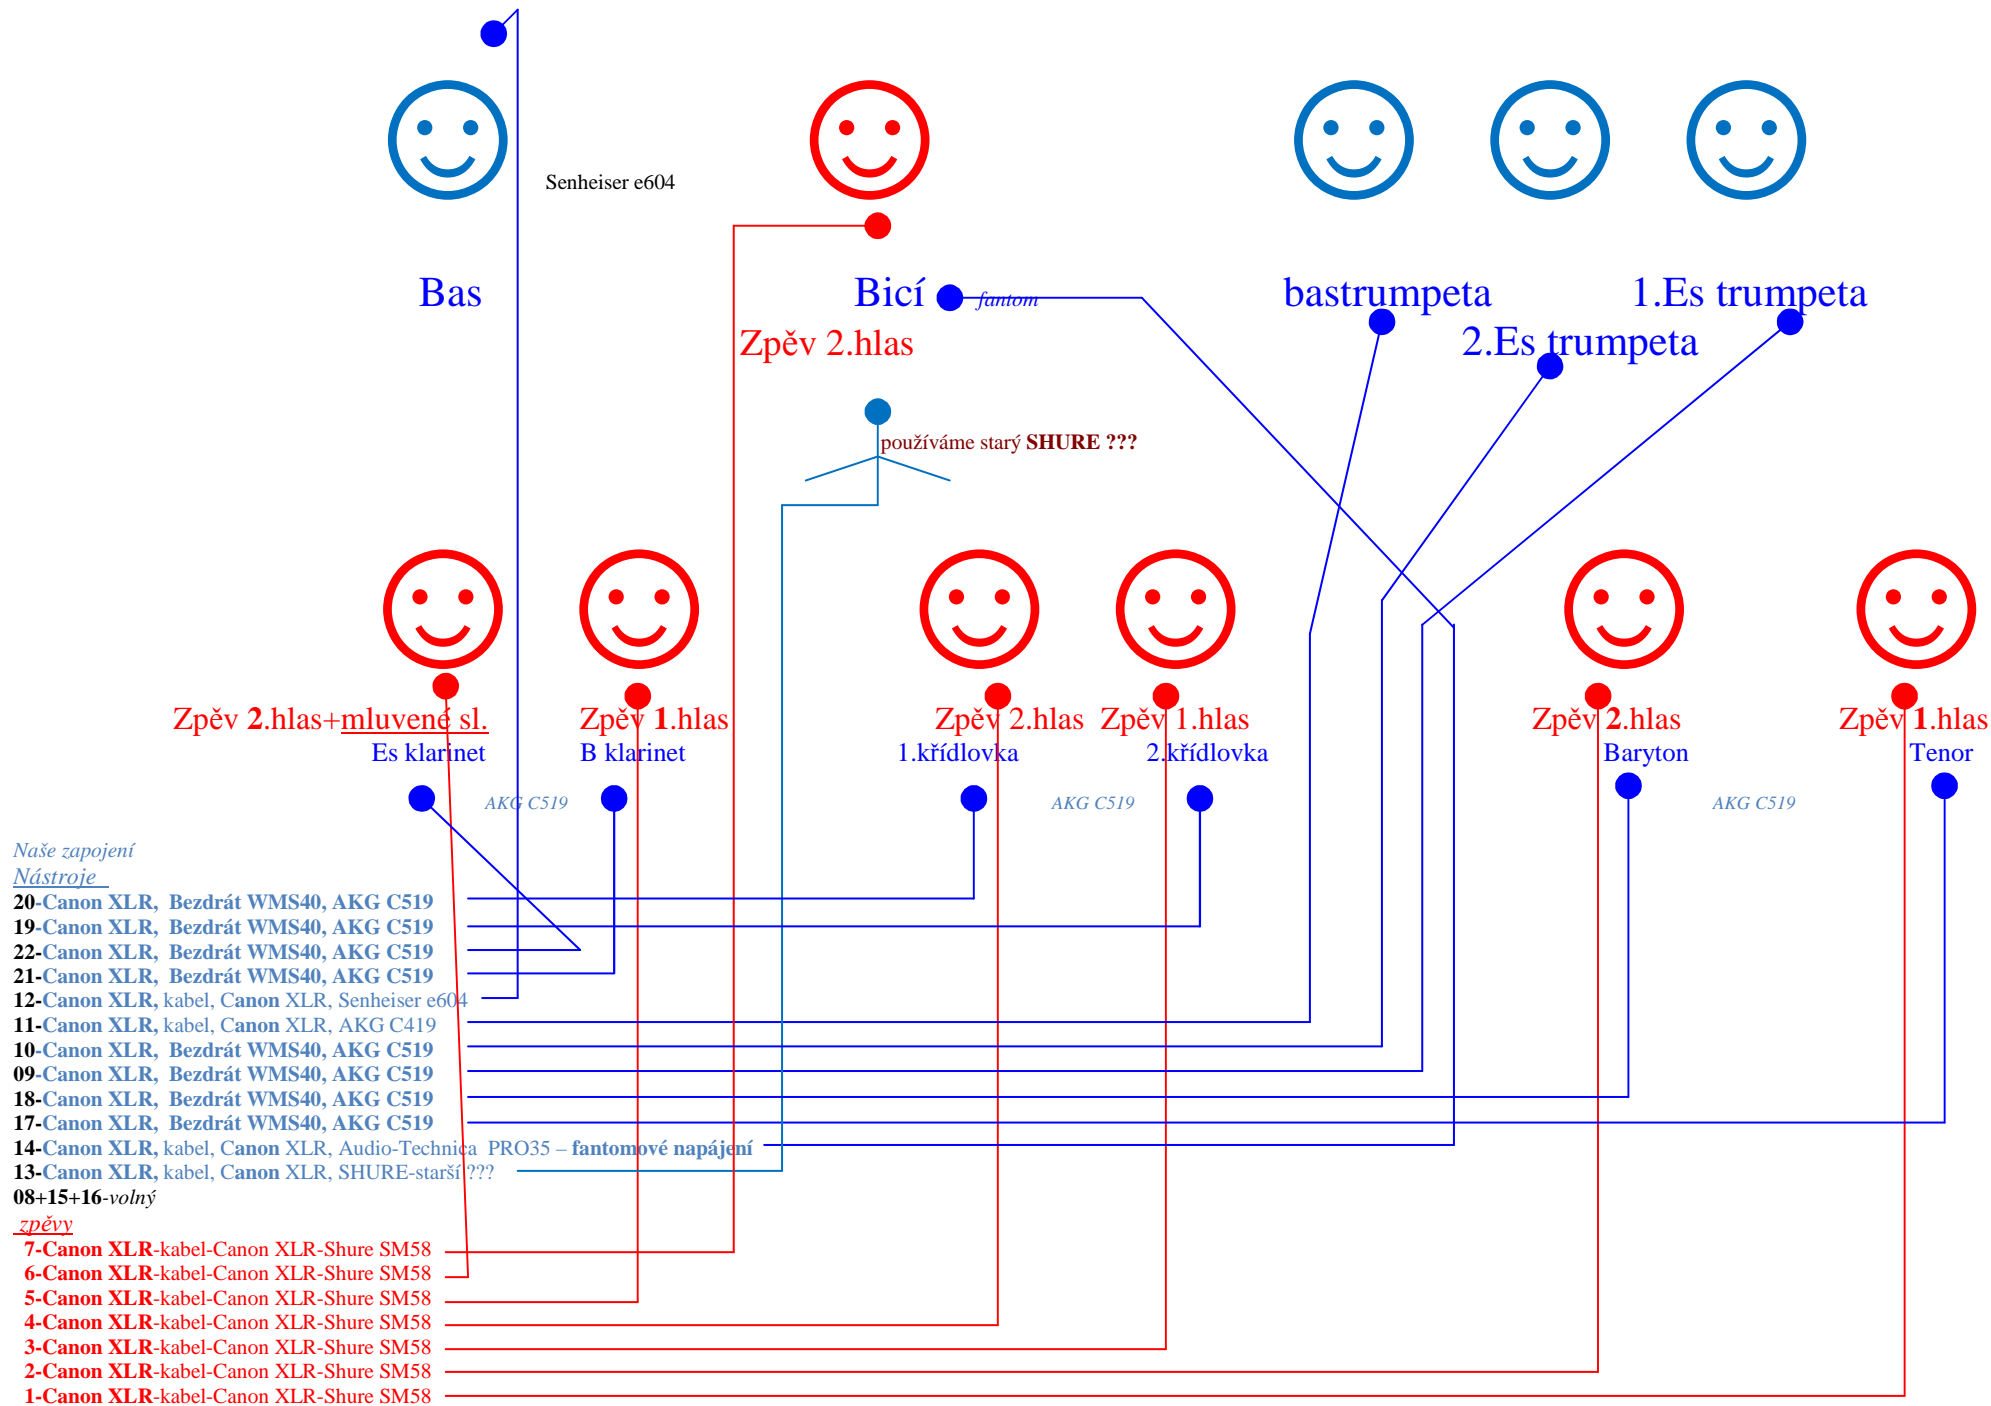 Senheiser e604
Bas
Bicí
fantom
bastrumpeta
1.Es trumpeta
Zpěv 2.hlas
2.Es trumpeta
používáme starý SHURE ???
Zpěv 2.hlas+mluvené sl.
Zpěv 1.hlas
Zpěv 2.hlas
Zpěv 1.hlas
Zpěv 2.hlas
Zpěv 1.hlas
Es klarinet
B klarinet
1.křídlovka
2.křídlovka
Baryton
Tenor
AKG C519
AKG C519
AKG C519
Naše zapojení
Nástroje
20-Canon XLR, Bezdrát WMS40, AKG C519
19-Canon XLR, Bezdrát WMS40, AKG C519
22-Canon XLR, Bezdrát WMS40, AKG C519
21-Canon XLR, Bezdrát WMS40, AKG C519
12-Canon XLR, kabel, Canon XLR, Senheiser e604
11-Canon XLR, kabel, Canon XLR, AKG C419
10-Canon XLR, Bezdrát WMS40, AKG C519
09-Canon XLR, Bezdrát WMS40, AKG C519
18-Canon XLR, Bezdrát WMS40, AKG C519
17-Canon XLR, Bezdrát WMS40, AKG C519
14-Canon XLR, kabel, Canon XLR, Audio-Technica PRO35 – fantomové napájení
13-Canon XLR, kabel, Canon XLR, SHURE-starší ???
08+15+16-volný
zpěvy
7-Canon XLR-kabel-Canon XLR-Shure SM58
6-Canon XLR-kabel-Canon XLR-Shure SM58
5-Canon XLR-kabel-Canon XLR-Shure SM58
4-Canon XLR-kabel-Canon XLR-Shure SM58
3-Canon XLR-kabel-Canon XLR-Shure SM58
2-Canon XLR-kabel-Canon XLR-Shure SM58
1-Canon XLR-kabel-Canon XLR-Shure SM58